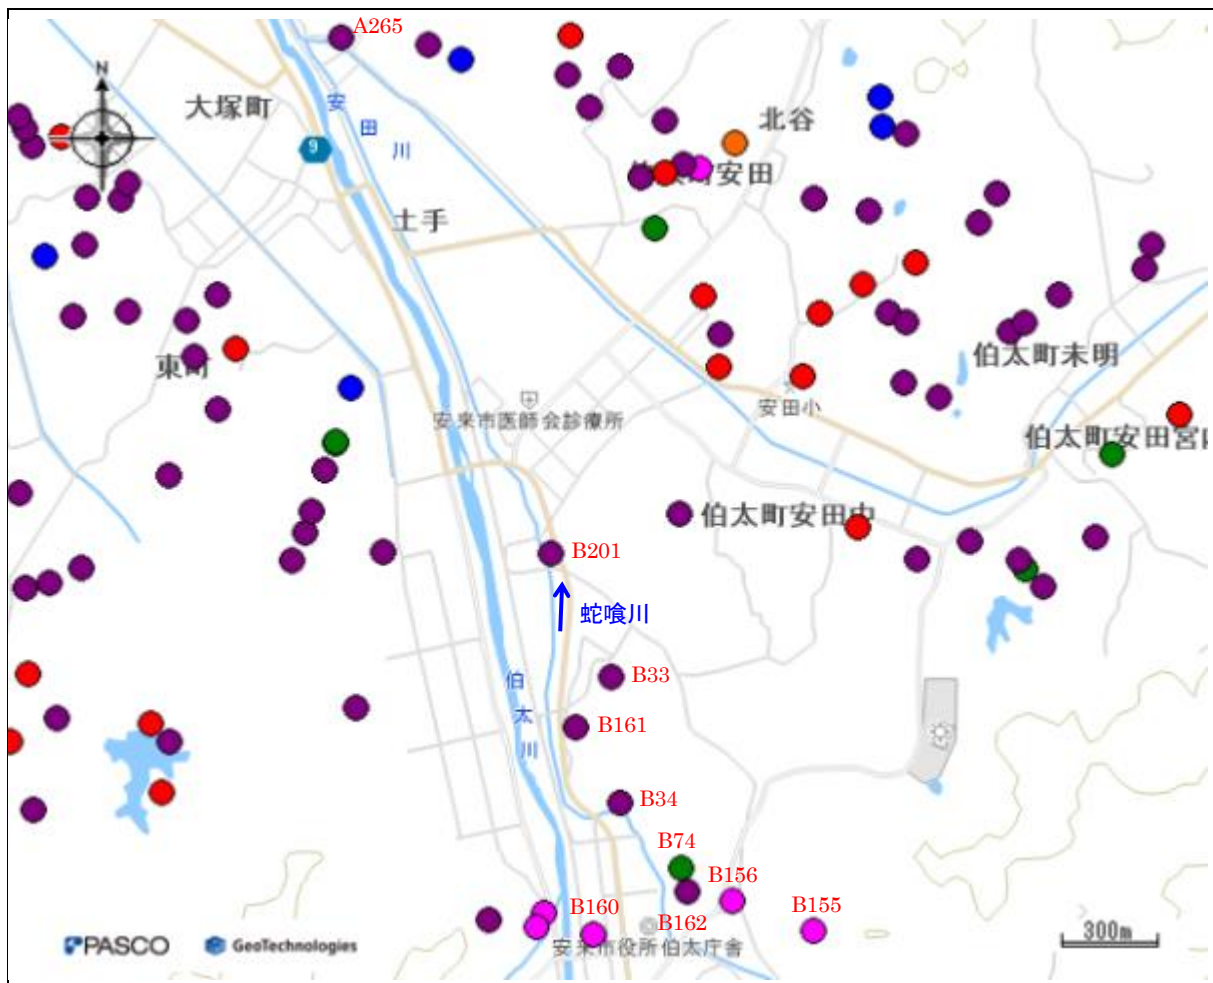 A265
N
大塚町
安
田
川
9
北谷
町安田
土手
東町
伯太町未明
安来市医師会診療所
安田小
伯太町安田宮内
伯太町安田中
B201
蛇喰川
B33
伯
太
川
B161
B34
B74
B156
B160
B162
B155
安来市役所伯太庁舎
PASCO
GeoTechnologies
300m